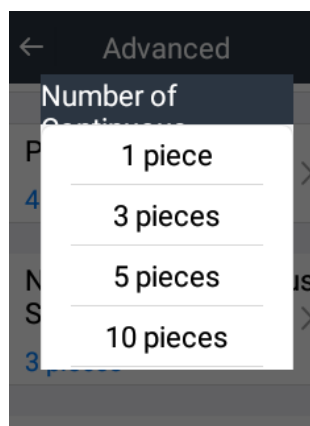 Advanced
Number of
1 piece
3 pieces
5 pieces
10 pieces